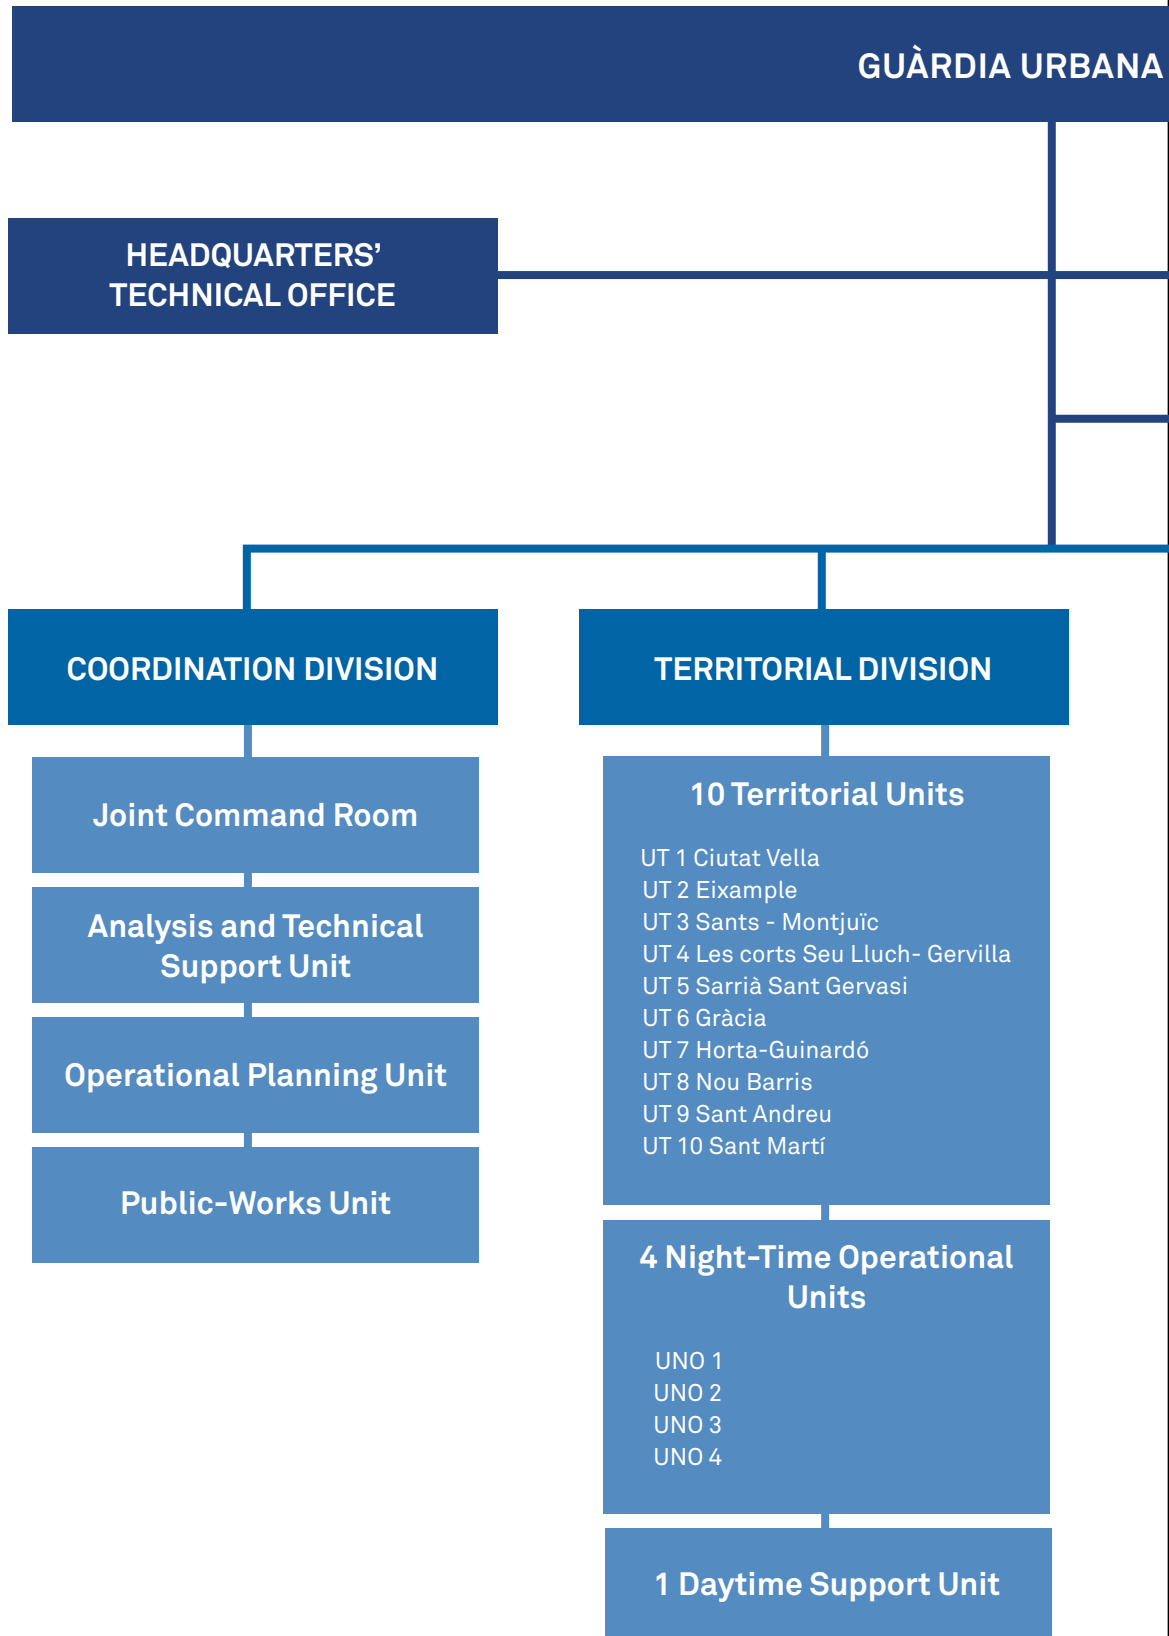 GUÀRDIA URBANA
HEADQUARTERS’
TECHNICAL OFFICE
COORDINATION DIVISION
Joint Command Room
Analysis and Technical
Support Unit
Operational Planning Unit
Public-Works Unit
TERRITORIAL DIVISION
10 Territorial Units
UT 1 Ciutat Vella
UT 2 Eixample
UT 3 Sants - Montjuïc
UT 4 Les corts Seu Lluch- Gervilla
UT 5 Sarrià Sant Gervasi
UT 6 Gràcia
UT 7 Horta-Guinardó
UT 8 Nou Barris
UT 9 Sant Andreu
UT 10 Sant Martí
4 Night-Time Operational
Units
UNO 1
UNO 2
UNO 3
UNO 4
1 Daytime Support Unit